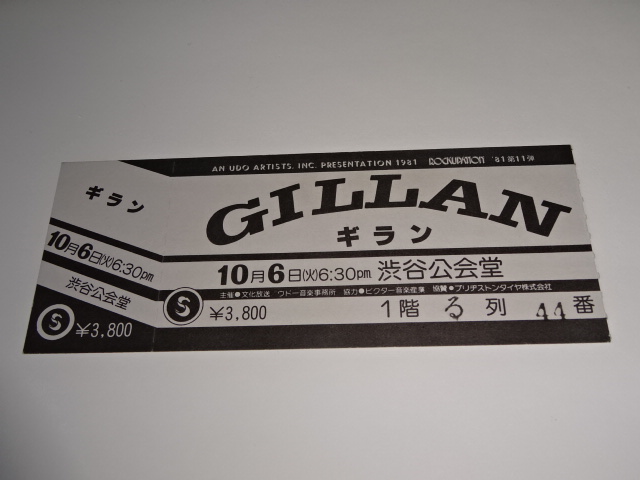 AN UDO ARTISTS, INC. PRESENTATION 1981 ROCKUPATION '81 第11弾
GILLAN
ギラン
10月6日(火)6:30pm 渋谷公会堂
主催●文化放送 ウドー音楽事務所 協力●ビクター音楽産業 協賛●ブリヂストンタイヤ株式会社
S ¥3,800 1階 る 列 44 番
ギラン
10月6日(火)6:30pm
渋谷公会堂
S ¥3,800